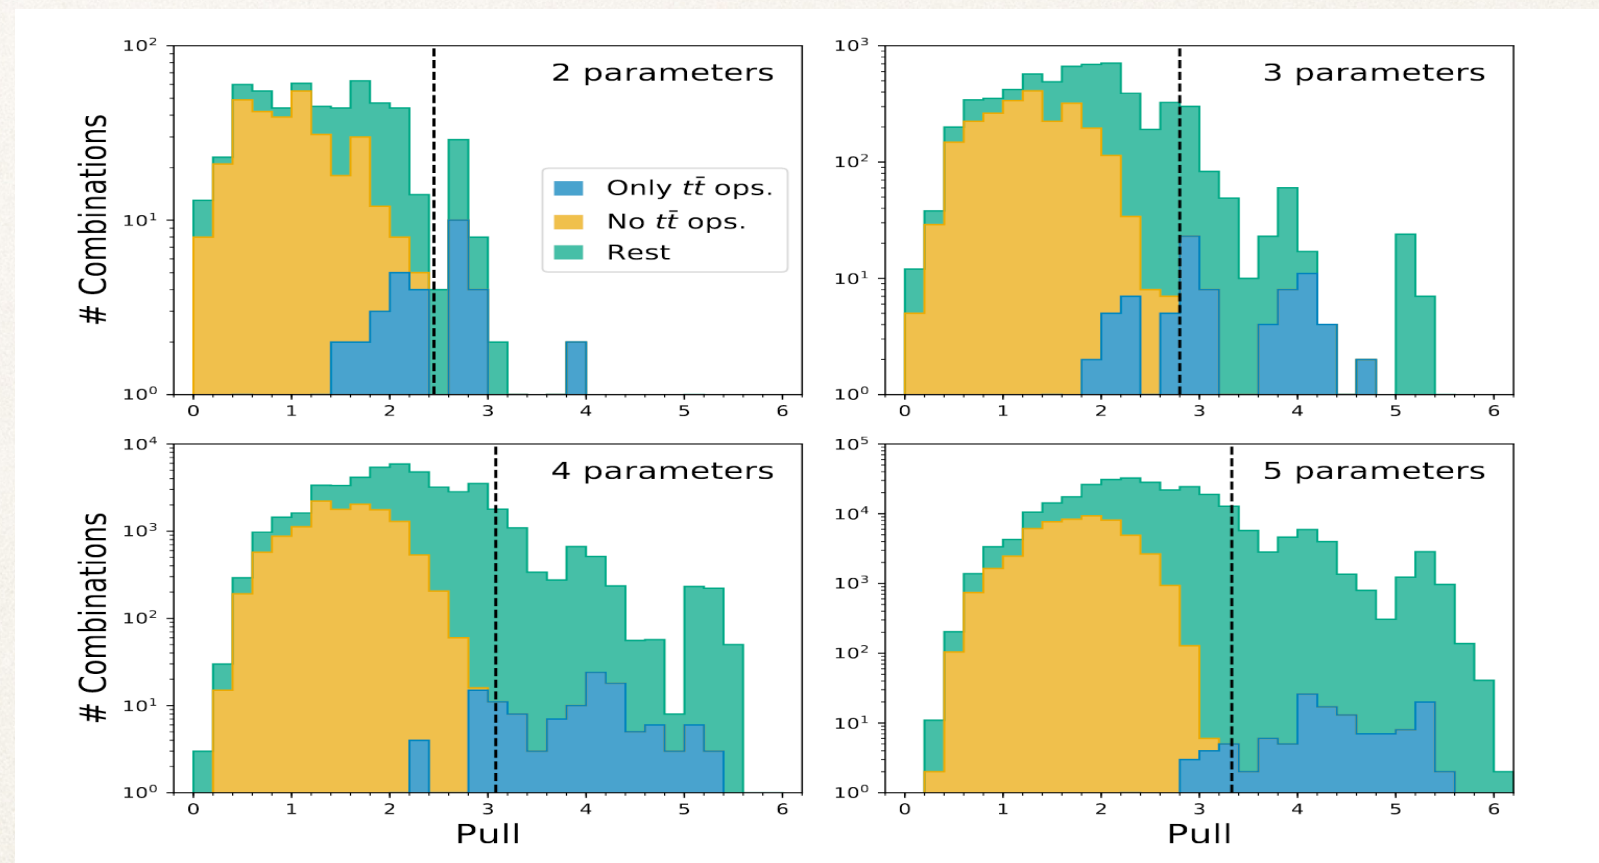 2 parameters
10²
10¹
10⁰
# Combinations
Only tt̄ ops.
No tt̄ ops.
Rest
0 1 2 3 4 5 6
3 parameters
10³
10²
10¹
10⁰
0 1 2 3 4 5 6
4 parameters
10⁴
10³
10²
10¹
10⁰
# Combinations
0 1 2 3 4 5 6
Pull
5 parameters
10⁵
10⁴
10³
10²
10¹
10⁰
0 1 2 3 4 5 6
Pull